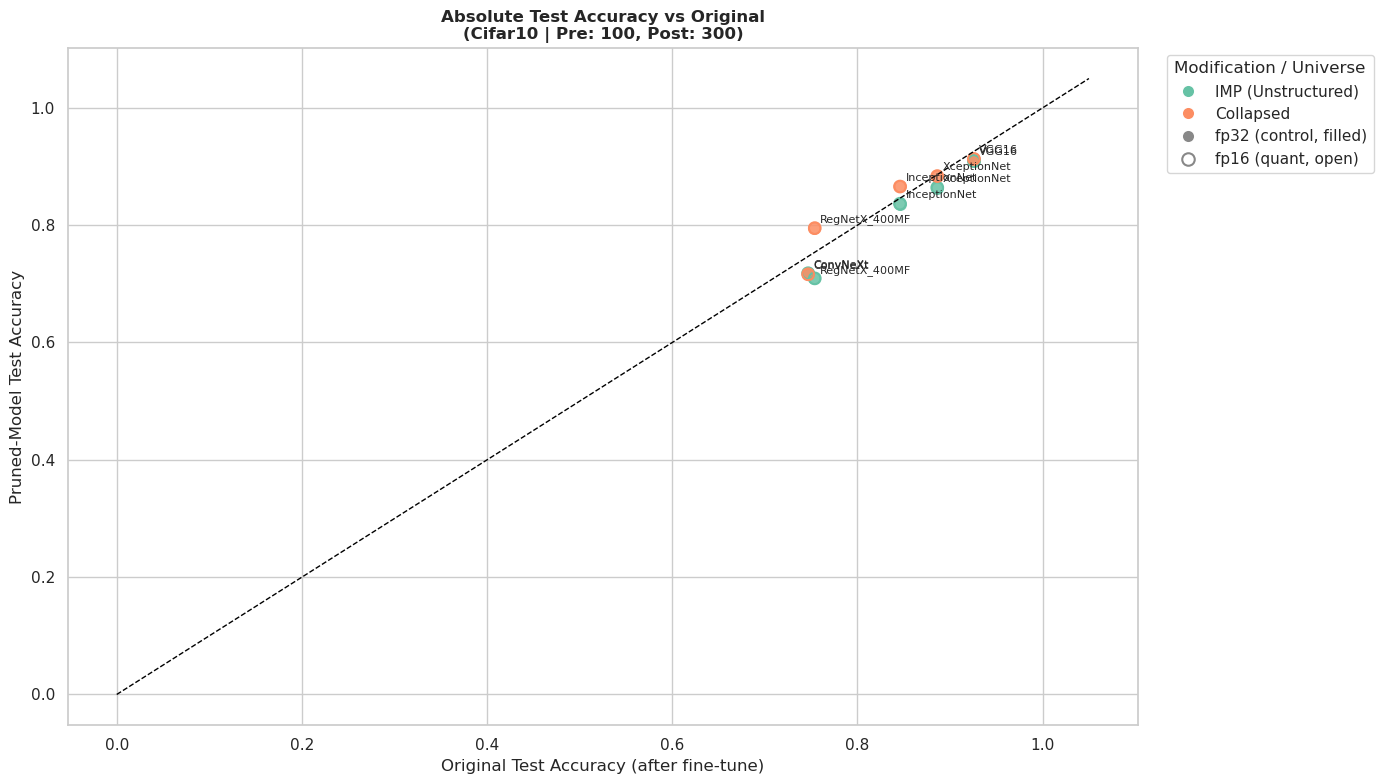 Absolute Test Accuracy vs Original
(Cifar10 | Pre: 100, Post: 300)
Modification / Universe
IMP (Unstructured)
Collapsed
fp32 (control, filled)
fp16 (quant, open)
Pruned-Model Test Accuracy
1.0
0.8
0.6
0.4
0.2
0.0
VGG16
VGG16
XceptionNet
XceptionNet
InceptionNet
InceptionNet
RegNetX_400MF
ConvNeXt
ConvNeXt
RegNetX_400MF
0.0
0.2
0.4
0.6
0.8
1.0
Original Test Accuracy (after fine-tune)